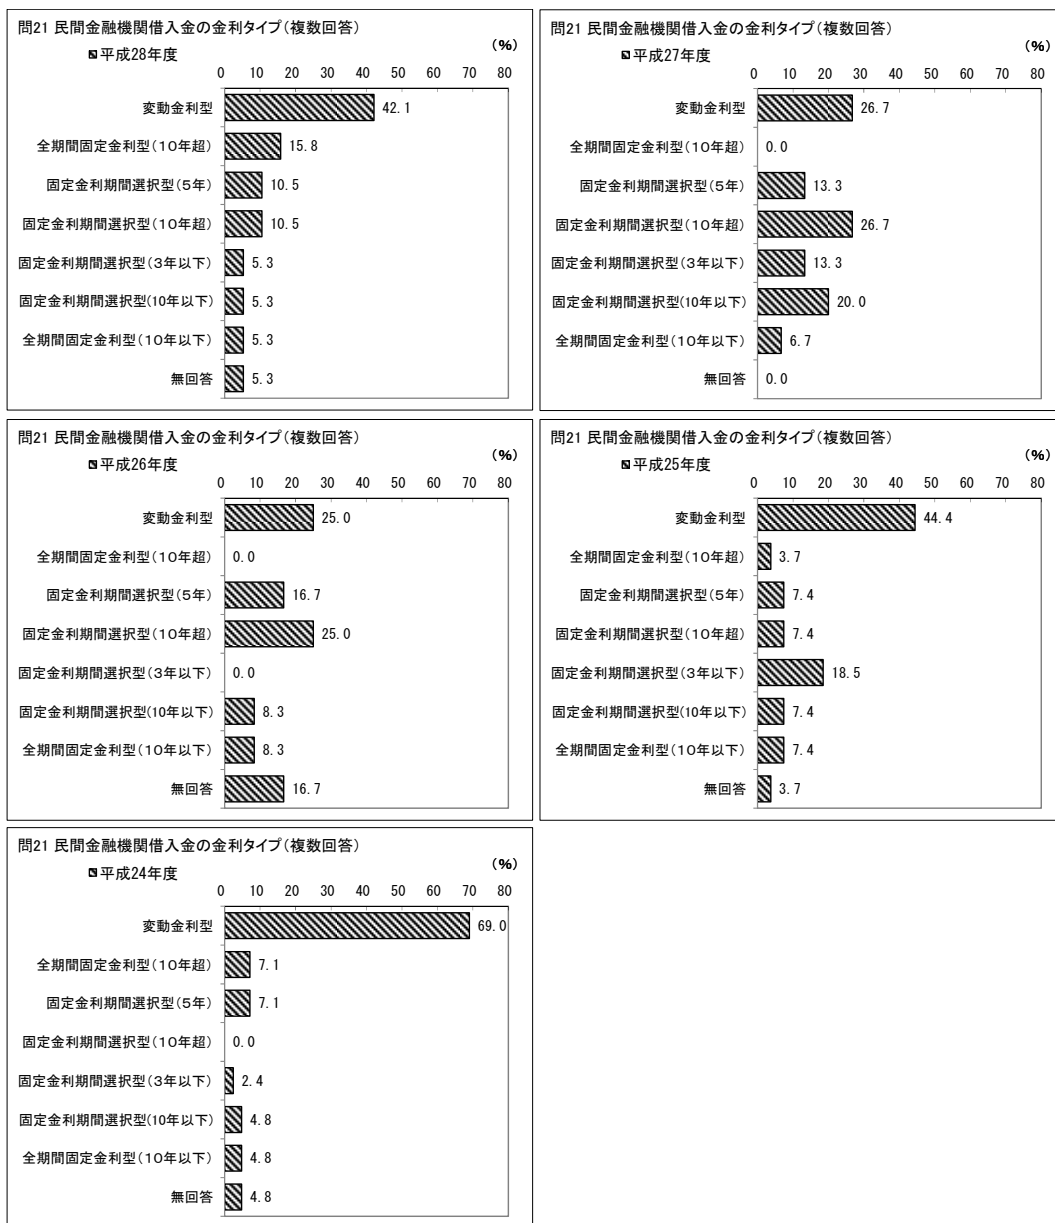 問21 民間金融機関借入金の金利タイプ(複数回答)
(%)
平成28年度
0 10 20 30 40 50 60 70 80
変動金利型 42.1
全期間固定金利型(10年超) 15.8
固定金利期間選択型(5年) 10.5
固定金利期間選択型(10年超) 10.5
固定金利期間選択型(3年以下) 5.3
固定金利期間選択型(10年以下) 5.3
全期間固定金利型(10年以下) 5.3
無回答 5.3
問21 民間金融機関借入金の金利タイプ(複数回答)
(%)
平成27年度
0 10 20 30 40 50 60 70 80
変動金利型 26.7
全期間固定金利型(10年超) 0.0
固定金利期間選択型(5年) 13.3
固定金利期間選択型(10年超) 26.7
固定金利期間選択型(3年以下) 13.3
固定金利期間選択型(10年以下) 20.0
全期間固定金利型(10年以下) 6.7
無回答 0.0
問21 民間金融機関借入金の金利タイプ(複数回答)
(%)
平成26年度
0 10 20 30 40 50 60 70 80
変動金利型 25.0
全期間固定金利型(10年超) 0.0
固定金利期間選択型(5年) 16.7
固定金利期間選択型(10年超) 25.0
固定金利期間選択型(3年以下) 0.0
固定金利期間選択型(10年以下) 8.3
全期間固定金利型(10年以下) 8.3
無回答 16.7
問21 民間金融機関借入金の金利タイプ(複数回答)
(%)
平成25年度
0 10 20 30 40 50 60 70 80
変動金利型 44.4
全期間固定金利型(10年超) 3.7
固定金利期間選択型(5年) 7.4
固定金利期間選択型(10年超) 7.4
固定金利期間選択型(3年以下) 18.5
固定金利期間選択型(10年以下) 7.4
全期間固定金利型(10年以下) 7.4
無回答 3.7
問21 民間金融機関借入金の金利タイプ(複数回答)
(%)
平成24年度
0 10 20 30 40 50 60 70 80
変動金利型 69.0
全期間固定金利型(10年超) 7.1
固定金利期間選択型(5年) 7.1
固定金利期間選択型(10年超) 0.0
固定金利期間選択型(3年以下) 2.4
固定金利期間選択型(10年以下) 4.8
全期間固定金利型(10年以下) 4.8
無回答 4.8